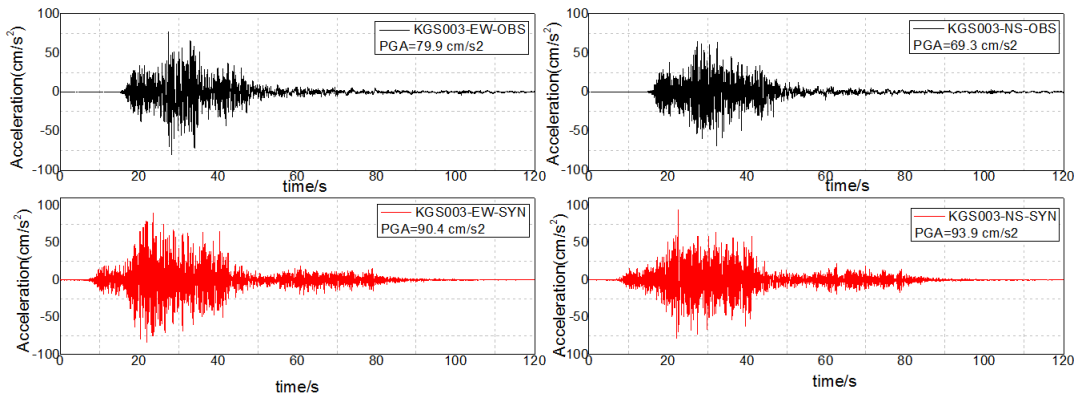 KGS003-EW-OBS
PGA=79.9 cm/s2
Acceleration(cm/s²)
100
50
0
-50
-100
0 20 40 60 80 100 120
time/s
KGS003-NS-OBS
PGA=69.3 cm/s2
Acceleration(cm/s²)
100
50
0
-50
-100
0 20 40 60 80 100 120
time/s
KGS003-EW-SYN
PGA=90.4 cm/s2
Acceleration(cm/s²)
100
50
0
-50
-100
0 20 40 60 80 100 120
time/s
KGS003-NS-SYN
PGA=93.9 cm/s2
Acceleration(cm/s²)
100
50
0
-50
-100
0 20 40 60 80 100 120
time/s